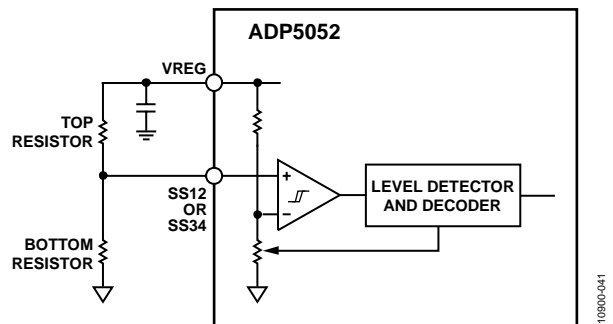 ADP5052
VREG
TOP
RESISTOR
+
–
SS12
OR
SS34
LEVEL DETECTOR
AND DECODER
BOTTOM
RESISTOR
10900-041